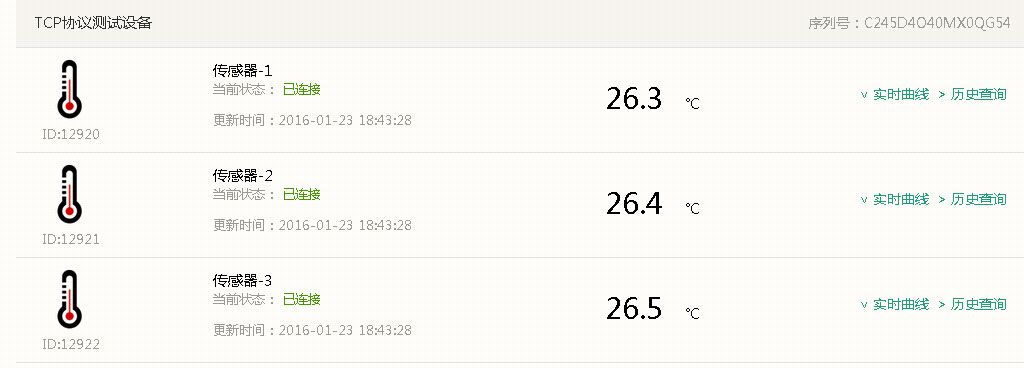 TCP协议测试设备 序列号：C245D4O40MX0QG54
传感器-1
当前状态： 已连接
26.3 ℃
v 实时曲线 > 历史查询
更新时间：2016-01-23 18:43:28
ID:12920
传感器-2
当前状态： 已连接
26.4 ℃
v 实时曲线 > 历史查询
更新时间：2016-01-23 18:43:28
ID:12921
传感器-3
当前状态： 已连接
26.5 ℃
v 实时曲线 > 历史查询
更新时间：2016-01-23 18:43:28
ID:12922